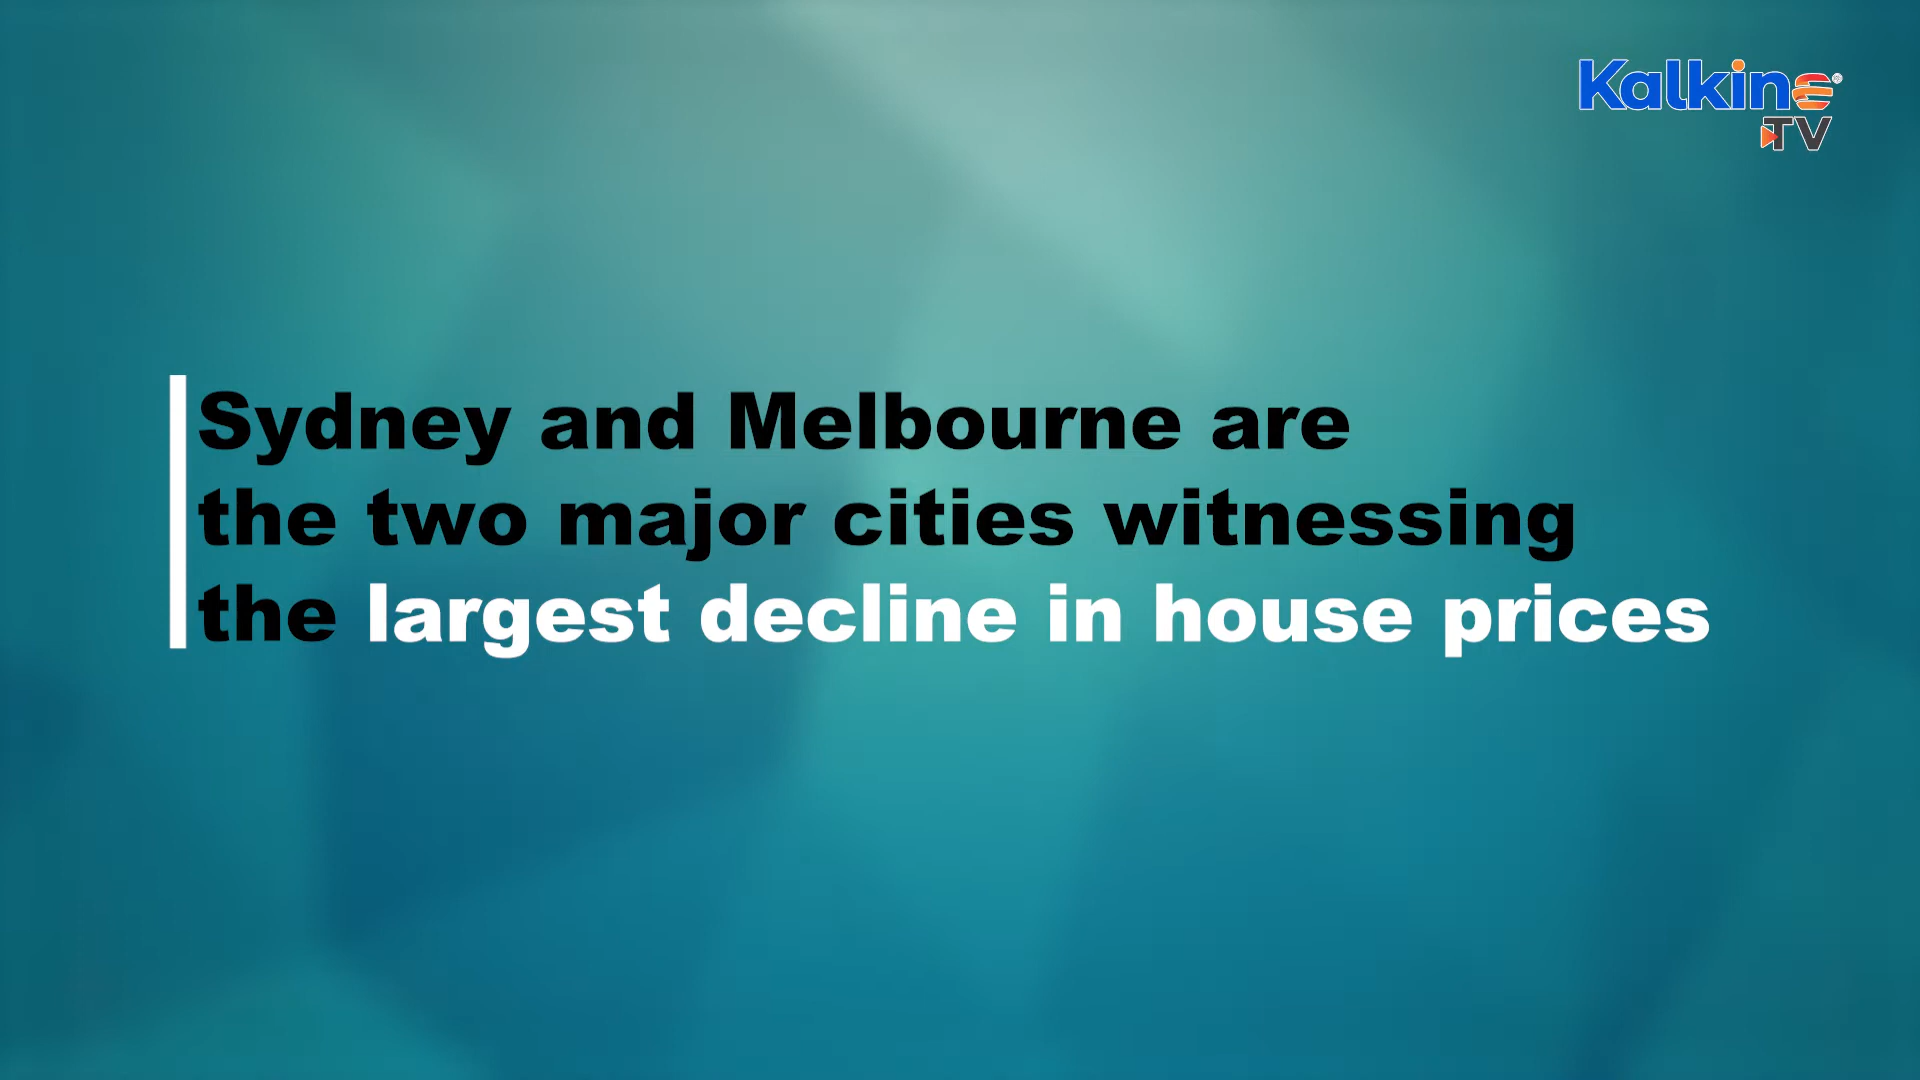 Kalkine
TV
Sydney and Melbourne are
the two major cities witnessing
the largest decline in house prices